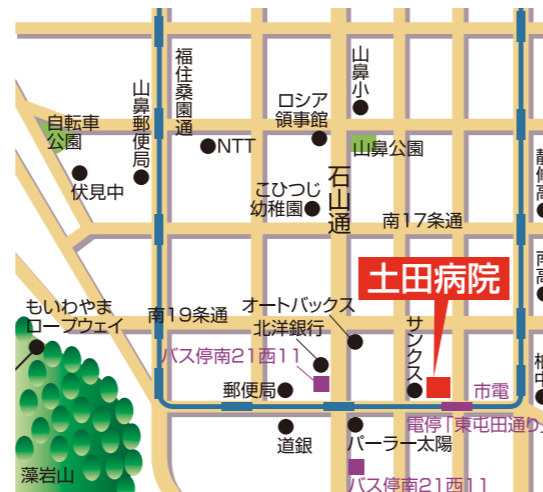 山鼻小
福住桑園通
ロシア
領事館
山鼻郵便局
自転車
公園
NTT
山鼻公園
伏見中
こひつじ
幼稚園
石山通
南17条通
土田病院
もいわやま
ロープウェイ
南19条通
オートバックス
北洋銀行
サンクス
バス停南21西11
郵便局
市電
電停「東屯田通り」
道銀
パーラー太陽
藻岩山
バス停南21西11